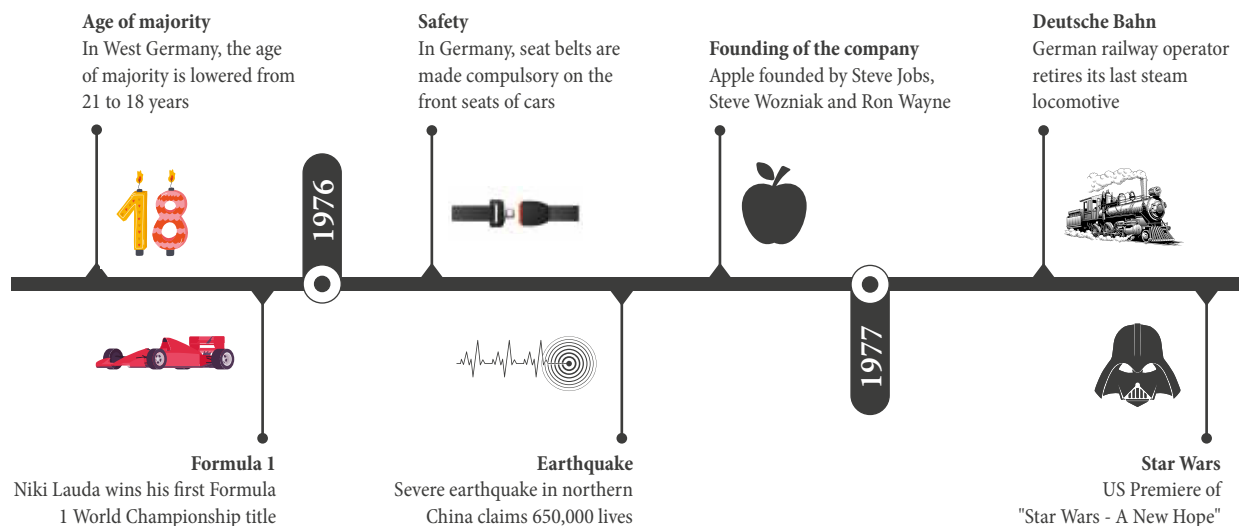 Age of majority
In West Germany, the age
of majority is lowered from
21 to 18 years
Safety
In Germany, seat belts are
made compulsory on the
front seats of cars
Founding of the company
Apple founded by Steve Jobs,
Steve Wozniak and Ron Wayne
Deutsche Bahn
German railway operator
retires its last steam
locomotive
18
1976
1977
Formula 1
Niki Lauda wins his first Formula
1 World Championship title
Earthquake
Severe earthquake in northern
China claims 650,000 lives
Star Wars
US Premiere of
"Star Wars - A New Hope"